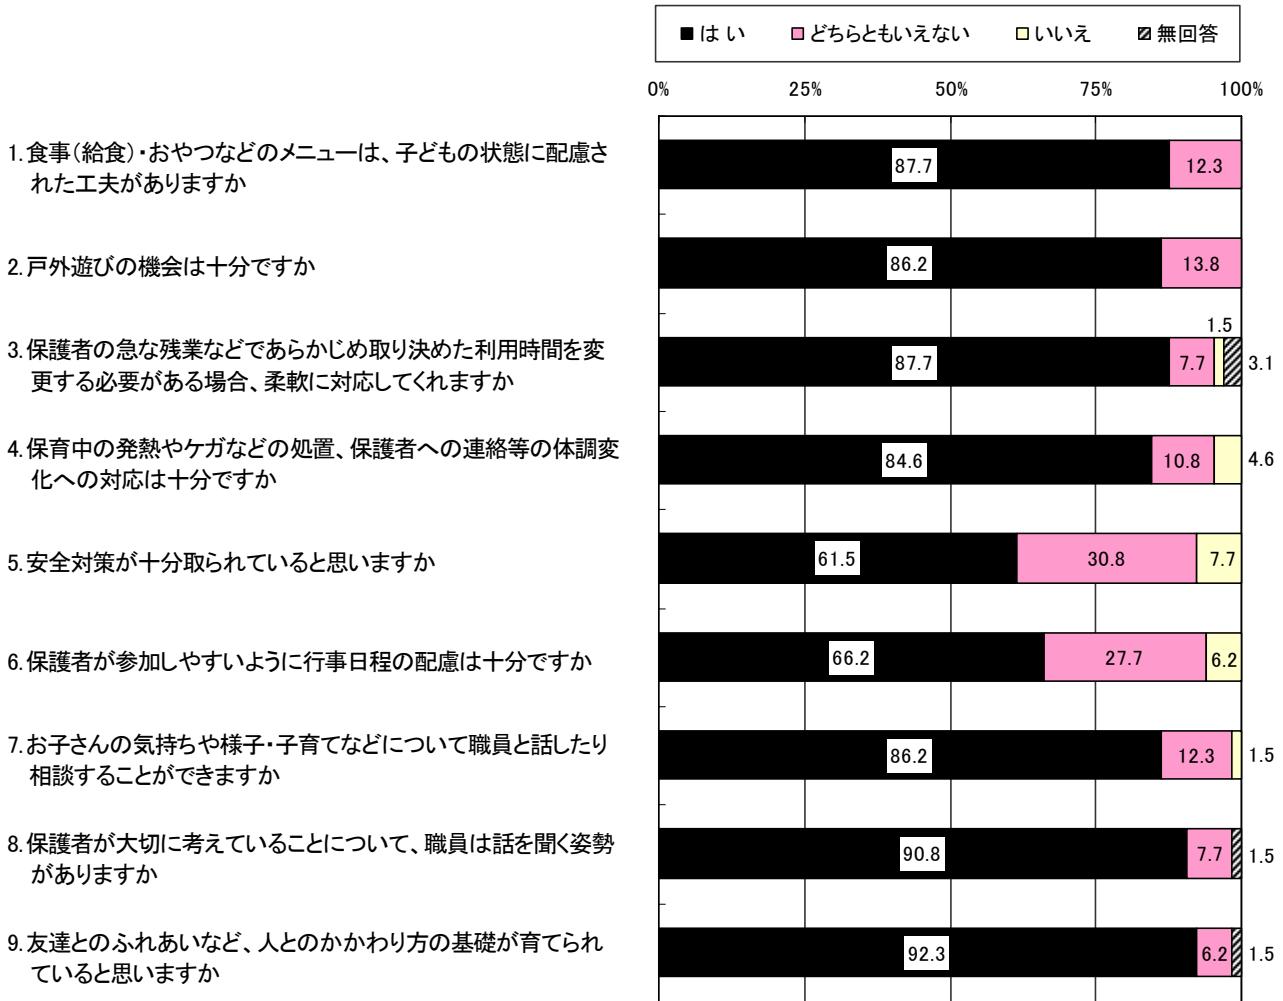 はい どちらともいえない いいえ 無回答
0% 25% 50% 75% 100%
1.食事(給食)・おやつなどのメニューは、子どもの状態に配慮さ
れた工夫がありますか
87.7 12.3
2.戸外遊びの機会は十分ですか
86.2 13.8
1.5
3.保護者の急な残業などであらかじめ取り決めた利用時間を変
更する必要がある場合、柔軟に対応してくれますか
87.7 7.7 3.1
4.保育中の発熱やケガなどの処置、保護者への連絡等の体調変
化への対応は十分ですか
84.6 10.8 4.6
5.安全対策が十分取られていると思いますか
61.5 30.8 7.7
6.保護者が参加しやすいように行事日程の配慮は十分ですか
66.2 27.7 6.2
7.お子さんの気持ちや様子・子育てなどについて職員と話したり
相談することができますか
86.2 12.3 1.5
8.保護者が大切に考えていることについて、職員は話を聞く姿勢
がありますか
90.8 7.7 1.5
9.友達とのふれあいなど、人とのかかわり方の基礎が育てられ
ていると思いますか
92.3 6.2 1.5